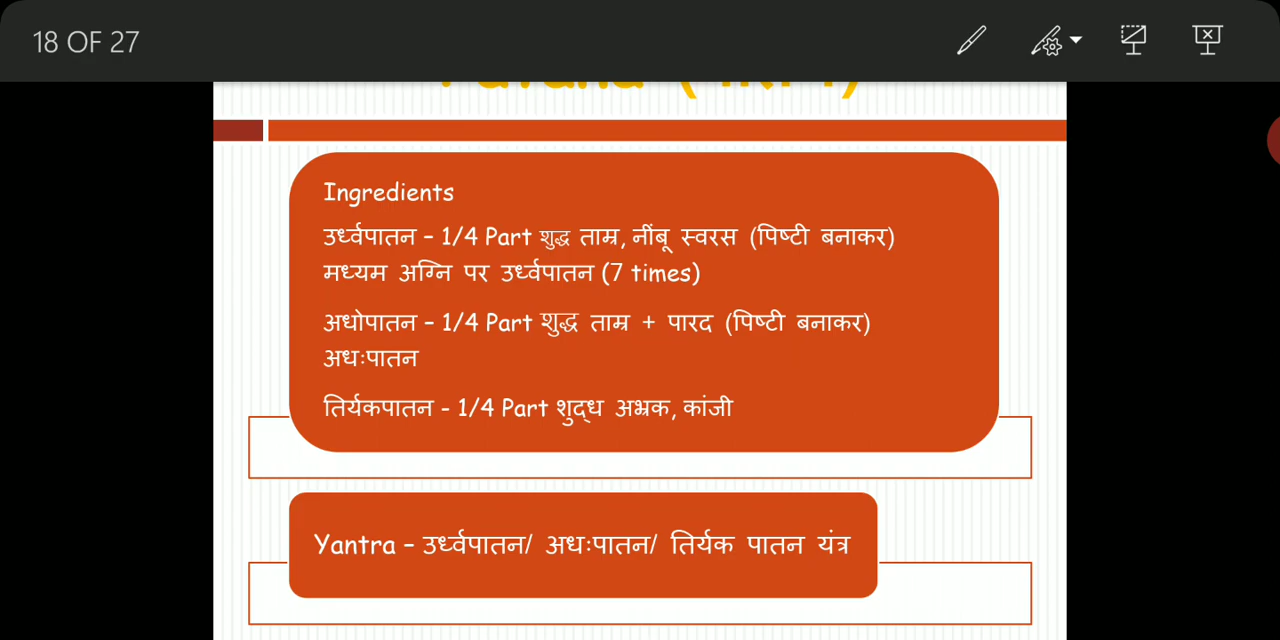 18 OF 27
Ingredients
उर्ध्वपातन – 1/4 Part शुद्ध ताम्र, नींबू स्वरस (पिष्टी बनाकर)
मध्यम अग्नि पर उर्ध्वपातन (7 times)
अधोपातन – 1/4 Part शुद्ध ताम्र + पारद (पिष्टी बनाकर)
अधःपातन
तिर्यकपातन - 1/4 Part शुद्ध अभ्रक, कांजी
Yantra – उर्ध्वपातन/ अधःपातन/ तिर्यक पातन यंत्र